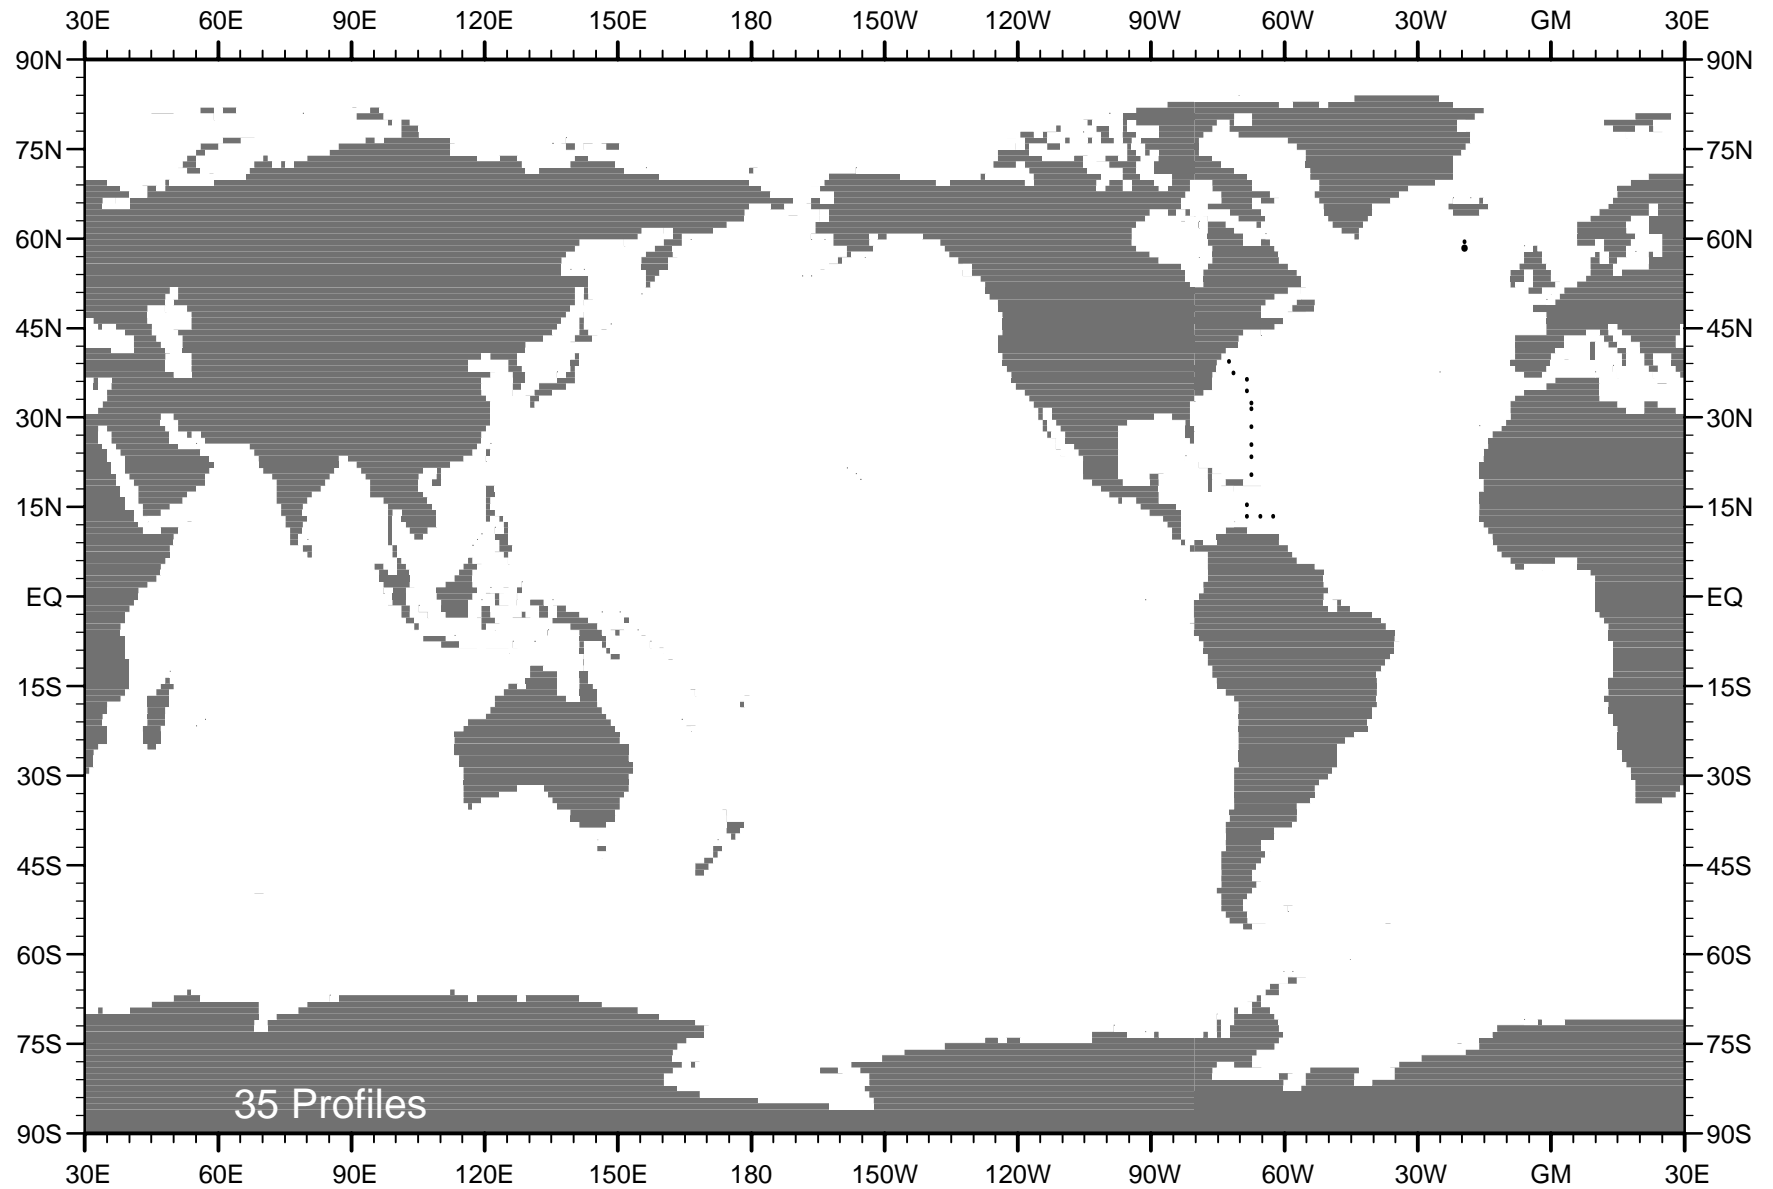 30E 60E 90E 120E 150E 180 150W 120W 90W 60W 30W GM 30E
90N 90N
75N 75N
60N 60N
45N 45N
30N 30N
15N 15N
EQ EQ
15S 15S
30S 30S
45S 45S
60S 60S
75S 75S
35 Profiles
90S 90S
30E 60E 90E 120E 150E 180 150W 120W 90W 60W 30W GM 30E